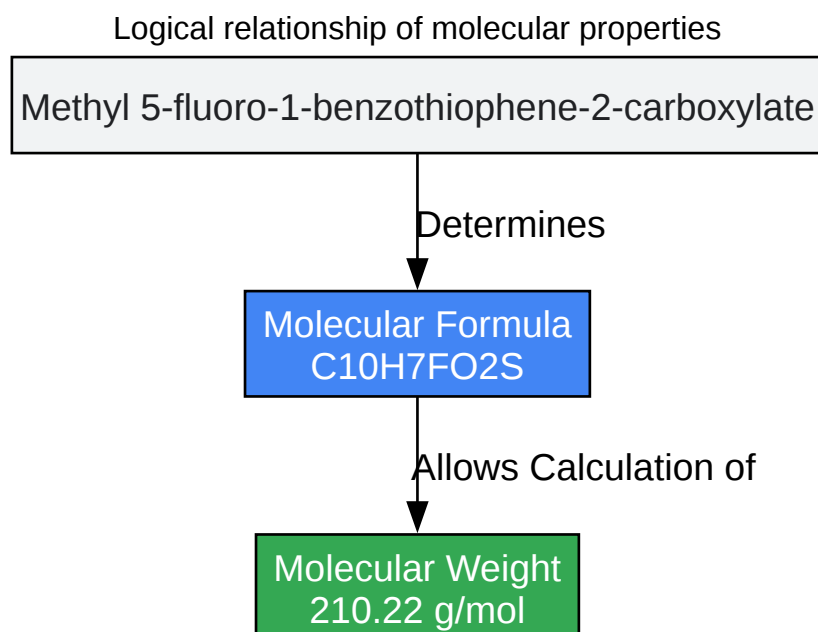 Logical relationship of molecular properties
Methyl 5-fluoro-1-benzothiophene-2-carboxylate
Determines
Molecular Formula
C10H7FO2S
Allows Calculation of
Molecular Weight
210.22 g/mol